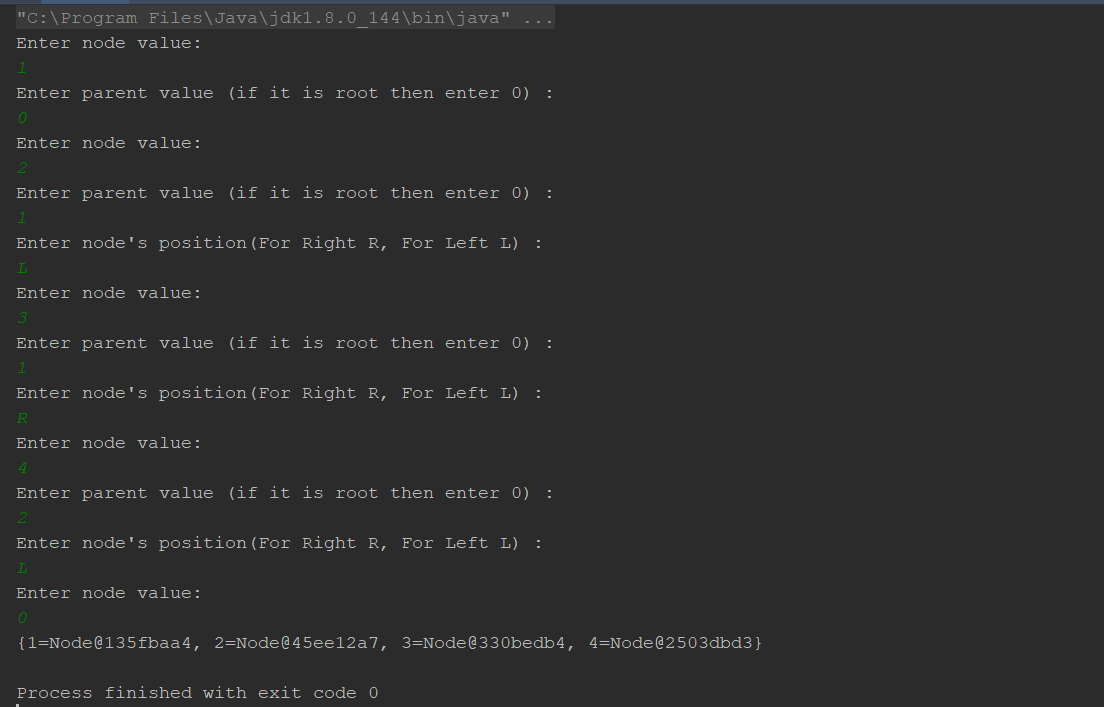 "C:\Program Files\Java\jdk1.8.0_144\bin\java" ...
Enter node value:
1
Enter parent value (if it is root then enter 0) :
0
Enter node value:
2
Enter parent value (if it is root then enter 0) :
1
Enter node's position(For Right R, For Left L) :
L
Enter node value:
3
Enter parent value (if it is root then enter 0) :
1
Enter node's position(For Right R, For Left L) :
R
Enter node value:
4
Enter parent value (if it is root then enter 0) :
2
Enter node's position(For Right R, For Left L) :
L
Enter node value:
0
{1=Node@135fbaa4, 2=Node@45ee12a7, 3=Node@330bedb4, 4=Node@2503dbd3}
Process finished with exit code 0